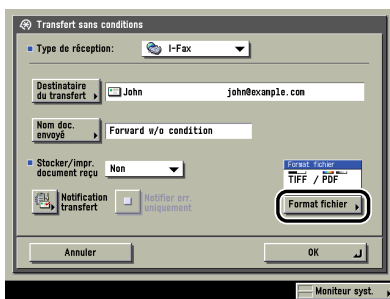 Transfert sans conditions
Type de réception: I-Fax
Destinataire du transfert John john@example.com
Nom doc. envoyé Forward w/o condition
Stocker/impr. document reçu Non
Format fichier
TIFF / PDF
Notification transfert
Notifier err. uniquement
Format fichier
Annuler OK
Moniteur syst.